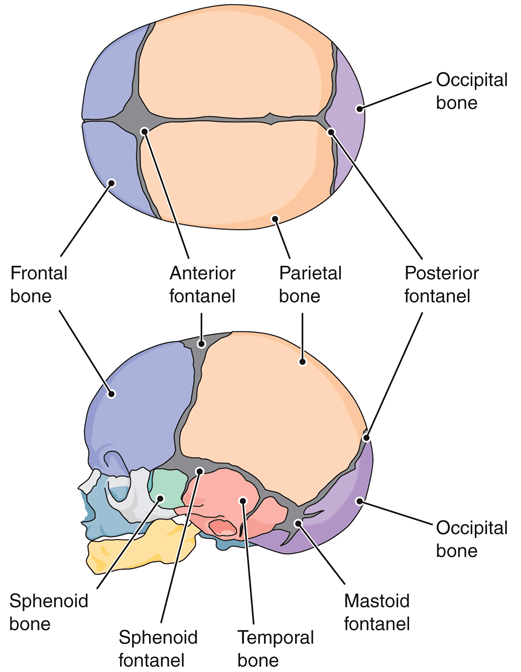 Occipital
bone
Frontal
bone
Anterior
fontanel
Parietal
bone
Posterior
fontanel
Occipital
bone
Sphenoid
bone
Sphenoid
fontanel
Temporal
bone
Mastoid
fontanel